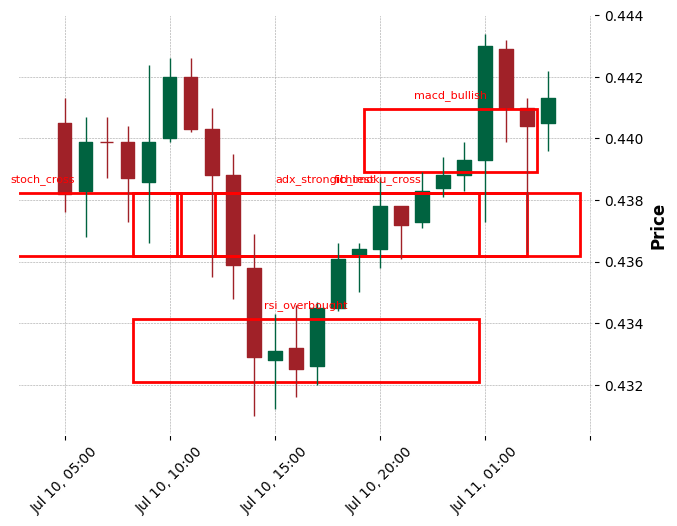 0.444
0.442
macd_bullish
0.440
stoch_cross
adx_strong
0.438
0.436
Price
rsi_overbought
0.434
0.432
Jul 10, 05:00
Jul 10, 10:00
Jul 10, 15:00
Jul 10, 20:00
Jul 11, 01:00